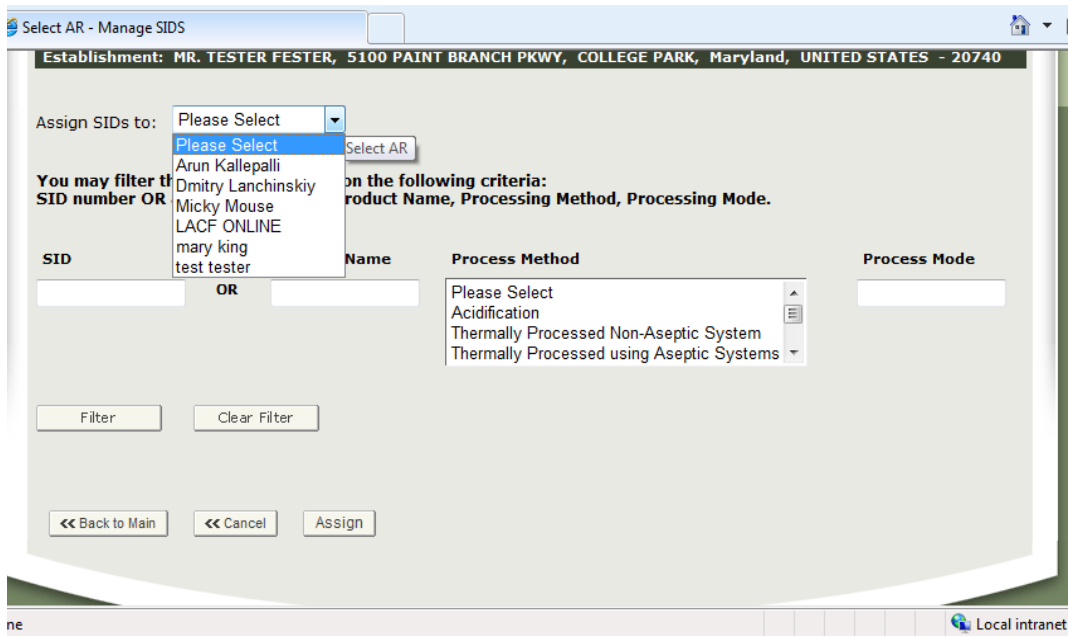 Select AR - Manage SIDS
Establishment: MR. TESTER FESTER, 5100 PAINT BRANCH PKWY, COLLEGE PARK, Maryland, UNITED STATES - 20740
Assign SIDs to: Please Select
Please Select
Select AR
Arun Kallepalli
Dmitry Lanchinskiy
Micky Mouse
LACF ONLINE
mary king
test tester
You may filter th on the following criteria:
SID number OR roduct Name, Processing Method, Processing Mode.
SID Name Process Method Process Mode
OR
Please Select
Acidification
Thermally Processed Non-Aseptic System
Thermally Processed using Aseptic Systems
Filter Clear Filter
<< Back to Main << Cancel Assign
ne Local intranet